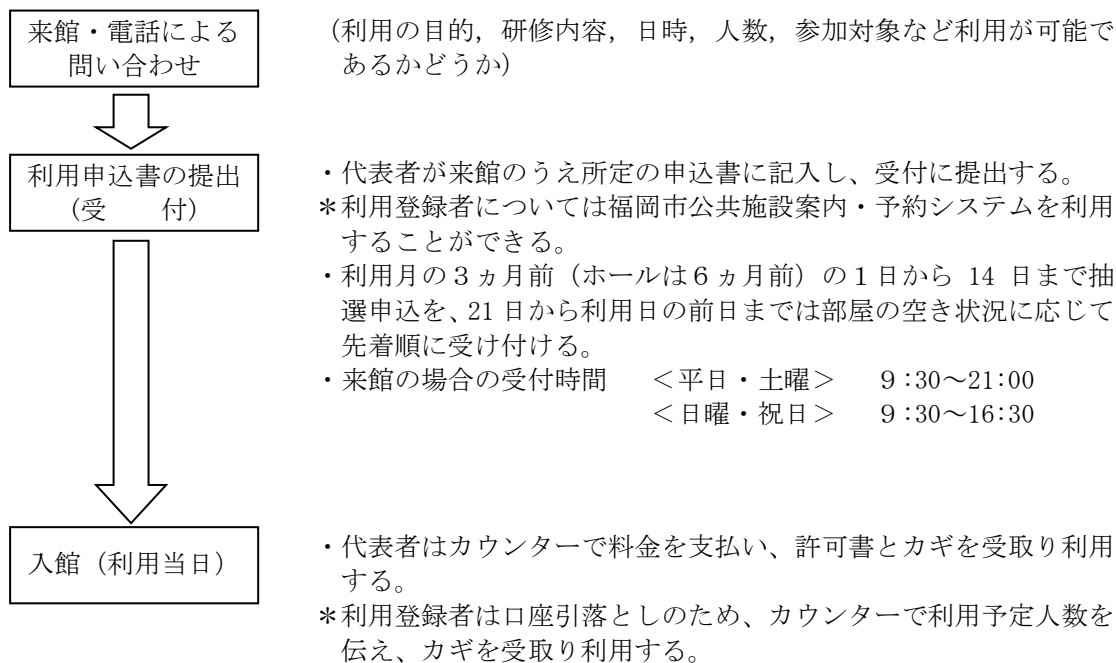 来館・電話による
問い合わせ
（利用の目的，研修内容，日時，人数，参加対象など利用が可能で
あるかどうか）
利用申込書の提出
（受　　付）
・代表者が来館のうえ所定の申込書に記入し、受付に提出する。
＊利用登録者については福岡市公共施設案内・予約システムを利用
することができる。
・利用月の３ヵ月前（ホールは６ヵ月前）の１日から 14 日まで抽
選申込を、21 日から利用日の前日までは部屋の空き状況に応じて
先着順に受け付ける。
・来館の場合の受付時間　＜平日・土曜＞　９:30～21:00
＜日曜・祝日＞　９:30～16:30
入館（利用当日）
・代表者はカウンターで料金を支払い、許可書とカギを受取り利用
する。
＊利用登録者は口座引落としのため、カウンターで利用予定人数を
伝え、カギを受取り利用する。